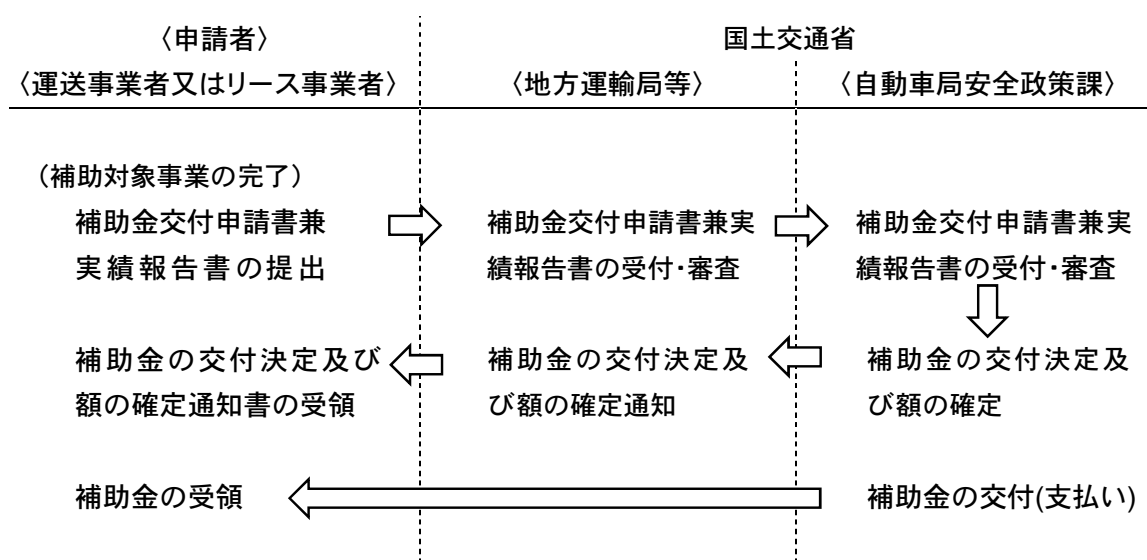 〈申請者〉
国土交通省
〈運送事業者又はリース事業者〉
〈地方運輸局等〉
〈自動車局安全政策課〉
（補助対象事業の完了）
補助金交付申請書兼
実績報告書の提出
補助金交付申請書兼実
績報告書の受付・審査
補助金交付申請書兼実
績報告書の受付・審査
補助金の交付決定及び
額の確定通知書の受領
補助金の交付決定及
び額の確定通知
補助金の交付決定及
び額の確定
補助金の受領
補助金の交付(支払い)